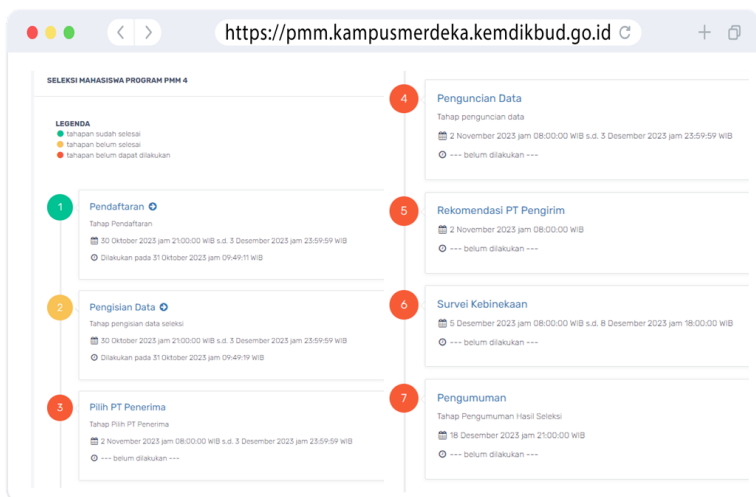 https://pmm.kampusmerdeka.kemdikbud.go.id
SELEKSI MAHASISWA PROGRAM PMM 4
LEGENDA
tahapan sudah selesai
tahapan belum selesai
tahapan belum dapat dilakukan
1
Pendaftaran
Tahap Pendaftaran
30 Oktober 2023 jam 21:00:00 WIB s.d. 3 Desember 2023 jam 23:59:59 WIB
Dilakukan pada 31 Oktober 2023 jam 09:49:11 WIB
2
Pengisian Data
Tahap pengisian data seleksi
30 Oktober 2023 jam 21:00:00 WIB s.d. 3 Desember 2023 jam 23:59:59 WIB
Dilakukan pada 31 Oktober 2023 jam 09:49:19 WIB
3
Pilih PT Penerima
Tahap Pilih PT Penerima
2 November 2023 jam 08:00:00 WIB s.d. 3 Desember 2023 jam 23:59:59 WIB
--- belum dilakukan ---
4
Penguncian Data
Tahap penguncian data
2 November 2023 jam 08:00:00 WIB s.d. 3 Desember 2023 jam 23:59:59 WIB
--- belum dilakukan ---
5
Rekomendasi PT Pengirim
2 November 2023 jam 08:00:00 WIB
--- belum dilakukan ---
6
Survei Kebinekaan
5 Desember 2023 jam 08:00:00 WIB s.d. 8 Desember 2023 jam 18:00:00 WIB
--- belum dilakukan ---
7
Pengumuman
Tahap Pengumuman Hasil Seleksi
18 Desember 2023 jam 21:00:00 WIB
--- belum dilakukan ---